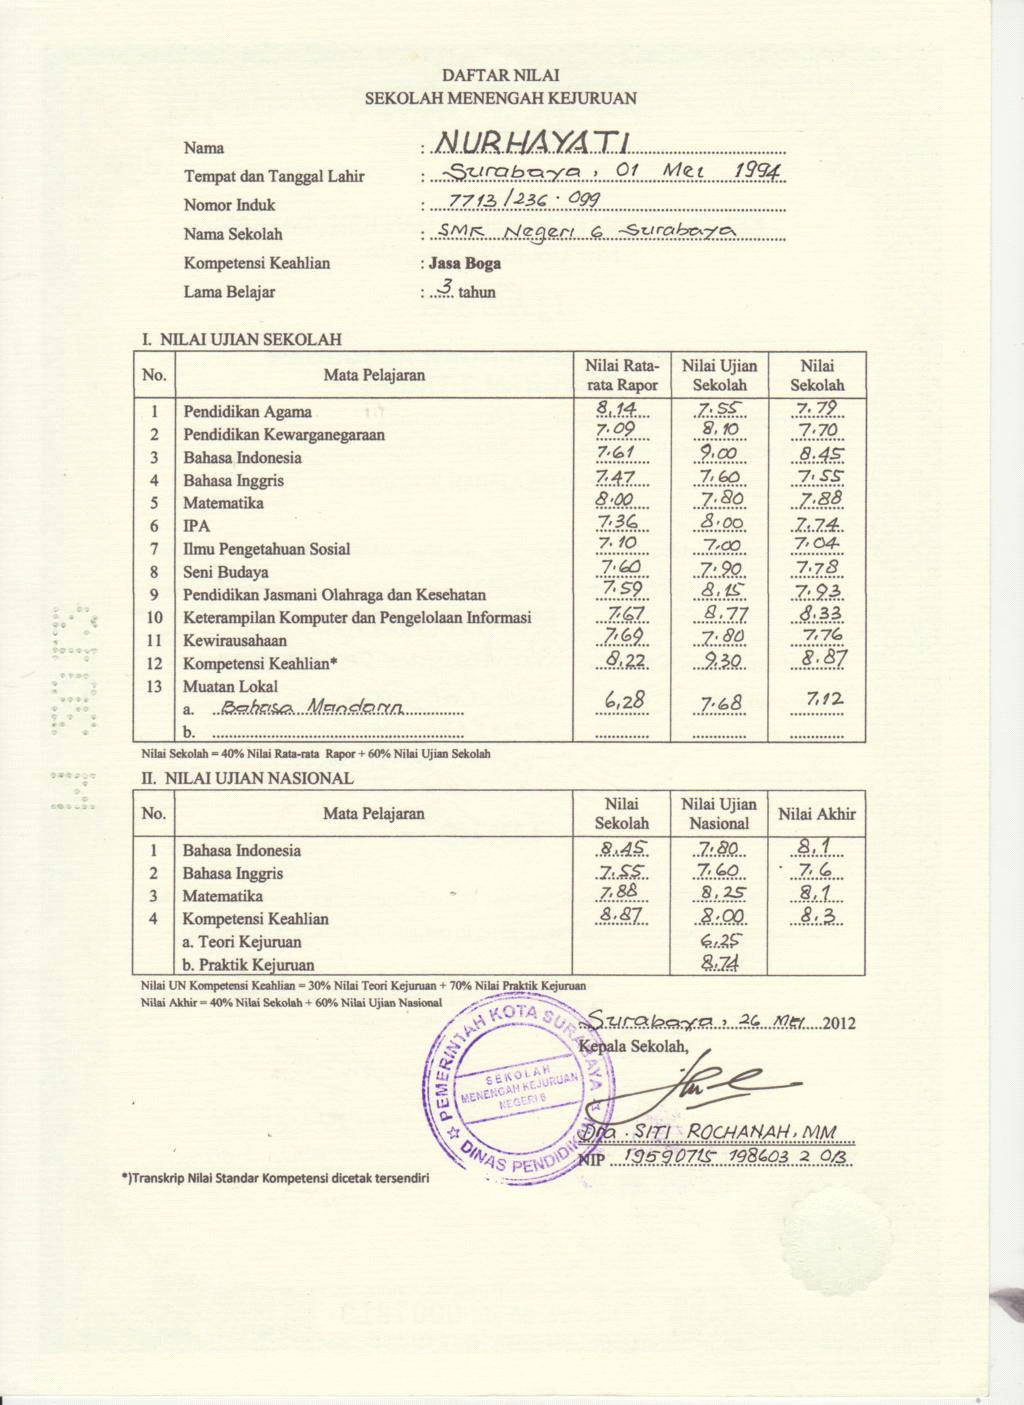 DAFTAR NILAI
SEKOLAH MENENGAH KEJURUAN
Nama : NURHAYATI
Tempat dan Tanggal Lahir : Surabaya, 01 Mei 1994
Nomor Induk : 7713/236.099
Nama Sekolah : SMK Negeri 6 Surabaya
Kompetensi Keahlian : Jasa Boga
Lama Belajar : 3 tahun
I. NILAI UJIAN SEKOLAH
No. Mata Pelajaran Nilai Rata-rata Rapor Nilai Ujian Sekolah Nilai Sekolah
1 Pendidikan Agama 8,14 7,55 7,79
2 Pendidikan Kewarganegaraan 7,09 8,10 7,70
3 Bahasa Indonesia 7,61 9,00 8,45
4 Bahasa Inggris 7,47 7,60 7,55
5 Matematika 8,00 7,80 7,88
6 IPA 7,36 8,00 7,74
7 Ilmu Pengetahuan Sosial 7,10 7,00 7,04
8 Seni Budaya 7,60 7,90 7,78
9 Pendidikan Jasmani Olahraga dan Kesehatan 7,59 8,15 7,93
10 Keterampilan Komputer dan Pengelolaan Informasi 7,67 8,77 8,33
11 Kewirausahaan 7,69 7,80 7,76
12 Kompetensi Keahlian* 8,22 9,30 8,87
13 Muatan Lokal
a. Bahasa Mandarin 6,28 7,68 7,12
b.
Nilai Sekolah = 40% Nilai Rata-rata Rapor + 60% Nilai Ujian Sekolah
II. NILAI UJIAN NASIONAL
No. Mata Pelajaran Nilai Sekolah Nilai Ujian Nasional Nilai Akhir
1 Bahasa Indonesia 8,45 7,80 8,1
2 Bahasa Inggris 7,55 7,60 7,6
3 Matematika 7,88 8,25 8,1
4 Kompetensi Keahlian 8,87 8,00 8,3
a. Teori Kejuruan 6,25
b. Praktik Kejuruan 8,74
Nilai UN Kompetensi Keahlian = 30% Nilai Teori Kejuruan + 70% Nilai Praktik Kejuruan
Nilai Akhir = 40% Nilai Sekolah + 60% Nilai Ujian Nasional
Surabaya, 26 Mei 2012
Kepala Sekolah,
PEMERINTAH KOTA SURABAYA
SEKOLAH
MENENGAH KEJURUAN
NEGERI 6
DINAS PENDIDIKAN
Dra. SITI ROCHANAH, MM
NIP 19590715 198603 2 013
*)Transkrip Nilai Standar Kompetensi dicetak tersendiri